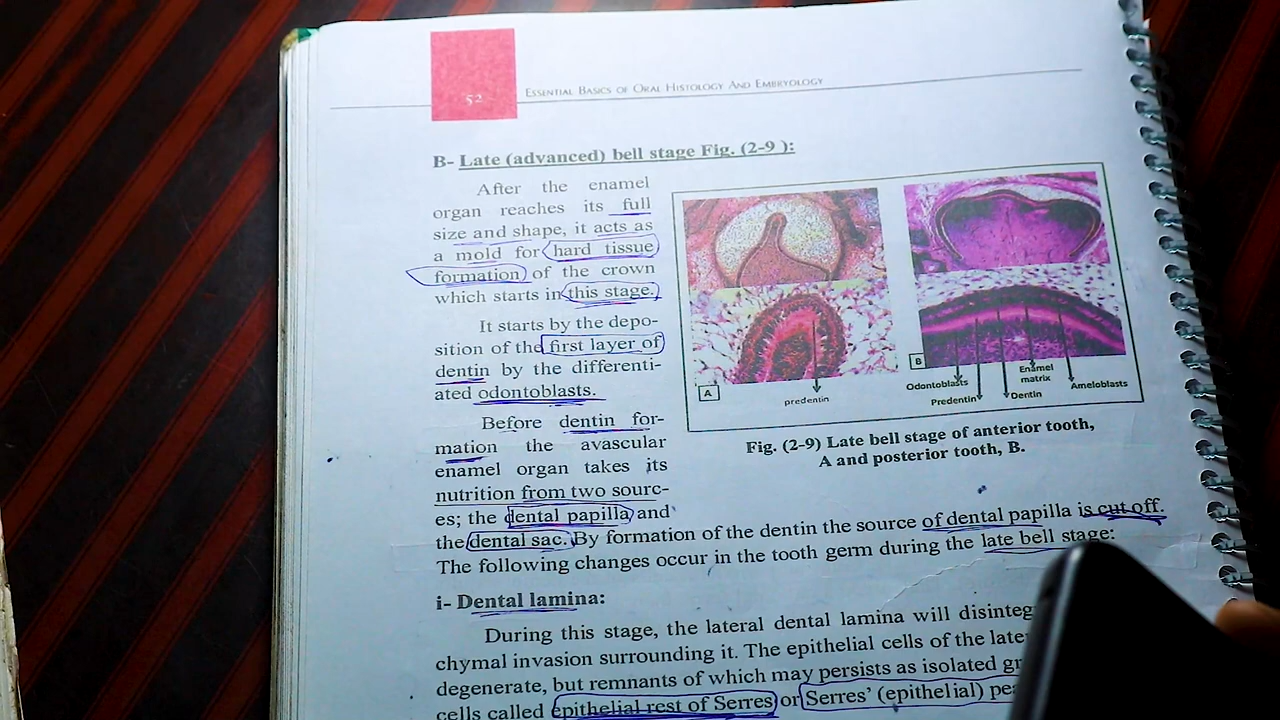 52
Essential Basics of Oral Histology And Embryology
B- Late (advanced) bell stage Fig. (2-9 ):
After the enamel
organ reaches its full
size and shape, it acts as
a mold for hard tissue
formation of the crown
which starts in this stage.
It starts by the depo-
sition of the first layer of
dentin by the differenti-
ated odontoblasts.
Before dentin for-
mation the avascular
enamel organ takes its
nutrition from two sourc-
es; the dental papilla and
the dental sac. By formation of the dentin the source of dental papilla is cut off.
The following changes occur in the tooth germ during the late bell stage:
A
predentin
B
Odontoblasts
Predentin
Enamel
matrix
Dentin
Ameloblasts
Fig. (2-9) Late bell stage of anterior tooth,
A and posterior tooth, B.
i- Dental lamina:
During this stage, the lateral dental lamina will
chymal invasion surrounding it. The epithelial cells of the
degenerate, but remnants of which may persists as isolated
cells called epithelial rest of Serres or Serres' (epithelial)